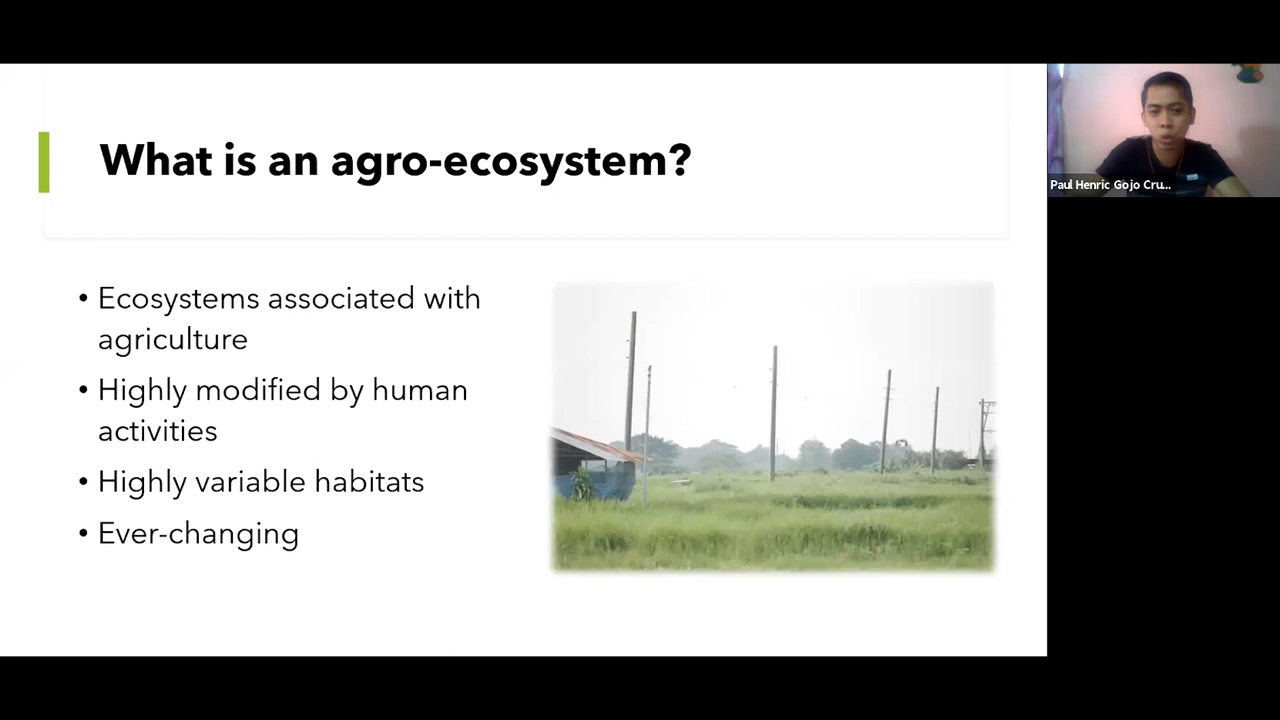 What is an agro-ecosystem?
• Ecosystems associated with
agriculture
• Highly modified by human
activities
• Highly variable habitats
• Ever-changing
Paul Henric Gojo Cru...